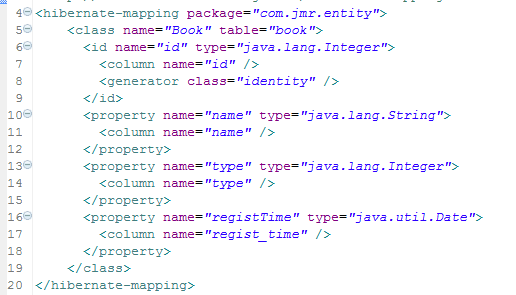 4 <hibernate-mapping package="com.jmr.entity">
5     <class name="Book" table="book">
6       <id name="id" type="java.lang.Integer">
7         <column name="id" />
8         <generator class="identity" />
9       </id>
10       <property name="name" type="java.lang.String">
11         <column name="name" />
12       </property>
13       <property name="type" type="java.lang.Integer">
14         <column name="type" />
15       </property>
16       <property name="registTime" type="java.util.Date">
17         <column name="regist_time" />
18       </property>
19     </class>
20 </hibernate-mapping>